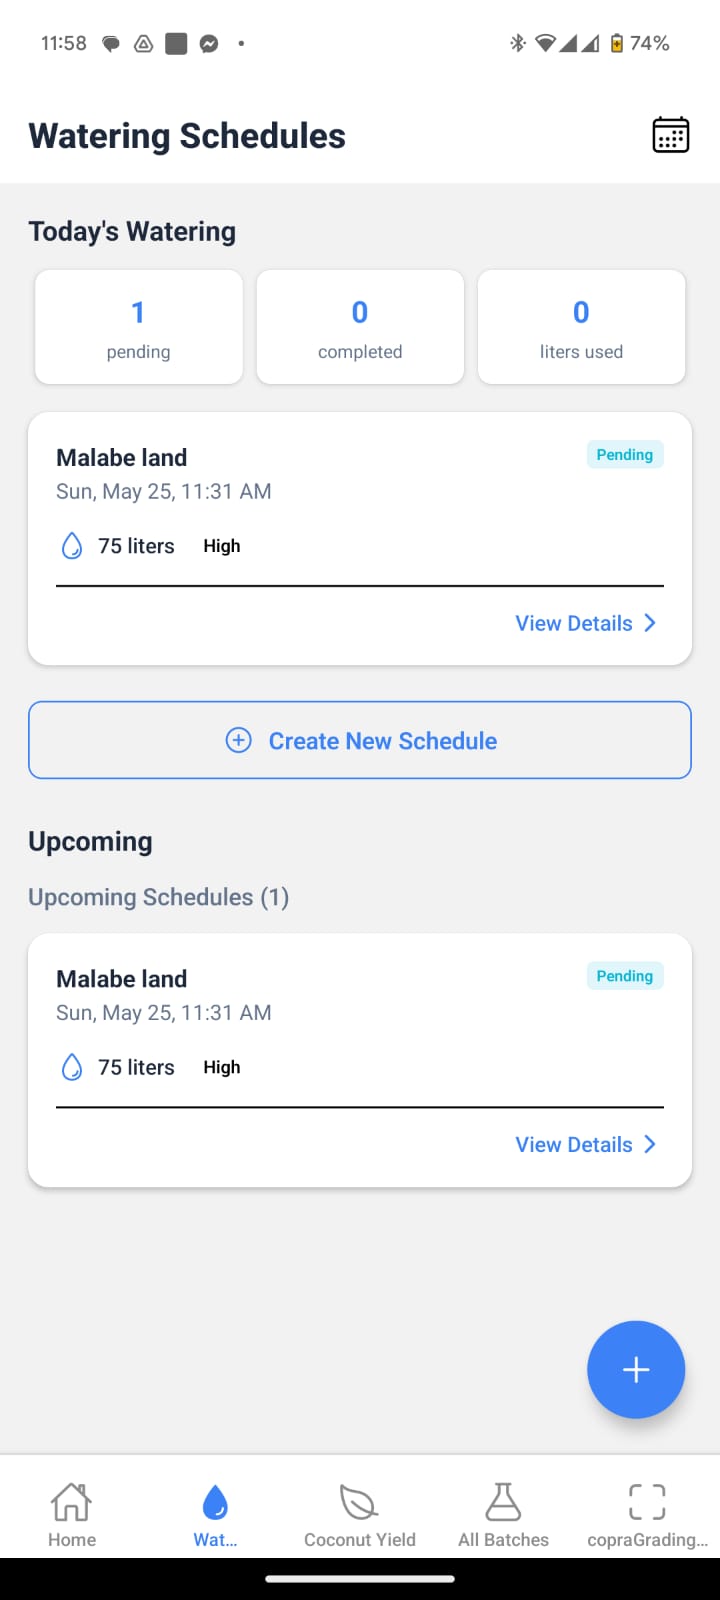 11:58
74%
Watering Schedules
Today's Watering
1
pending
0
completed
0
liters used
Malabe land
Pending
Sun, May 25, 11:31 AM
75 liters High
View Details
Create New Schedule
Upcoming
Upcoming Schedules (1)
Malabe land
Pending
Sun, May 25, 11:31 AM
75 liters High
View Details
Home
Wat...
Coconut Yield
All Batches
copraGrading...